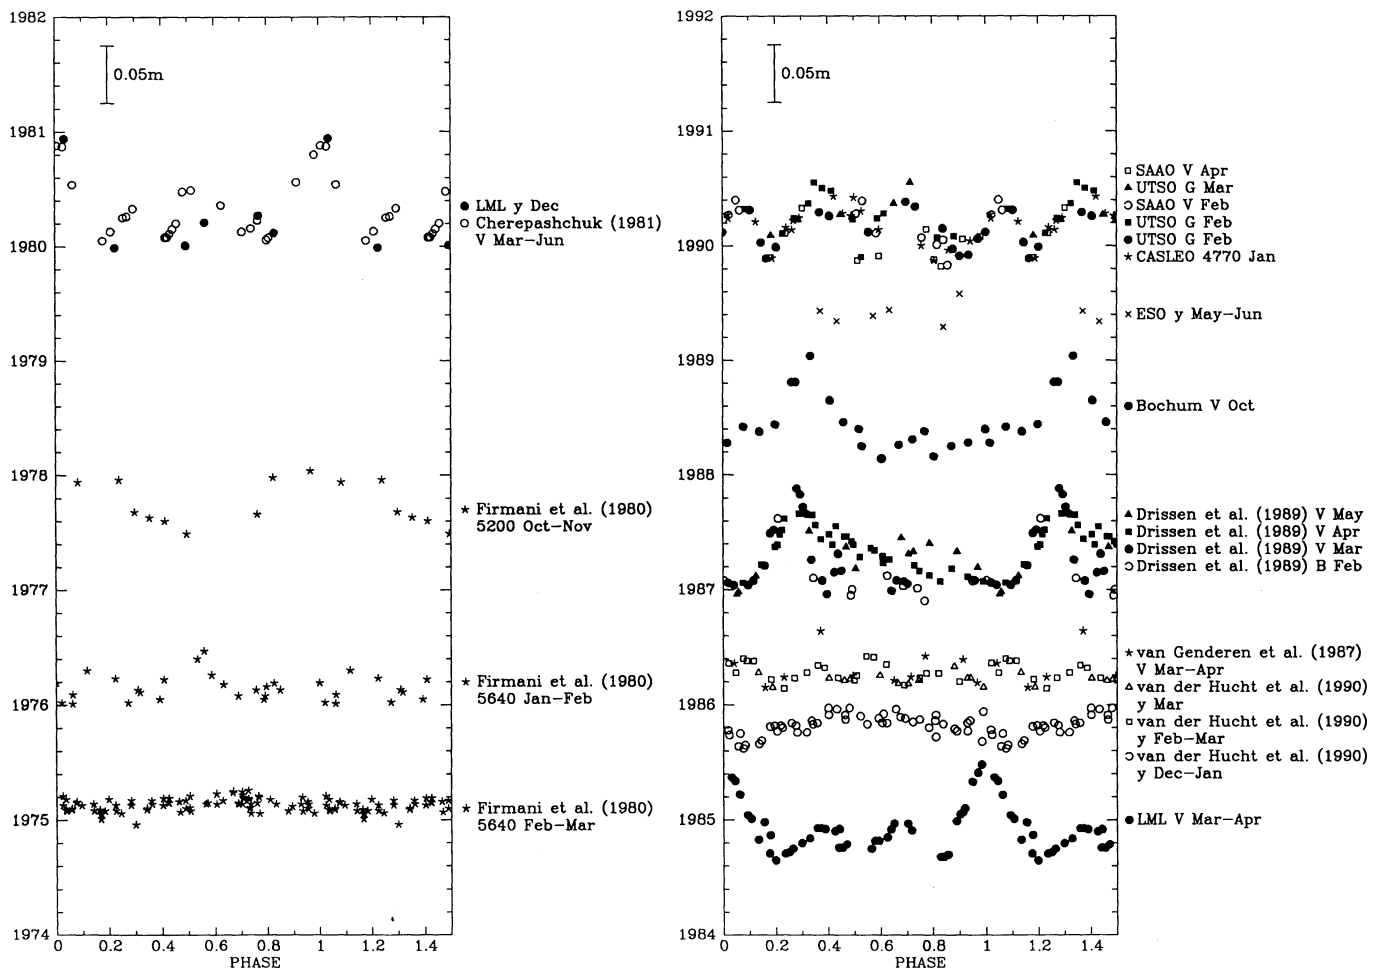 1982
1981
1980
1979
1978
1977
1976
1975
1974
0.05m
LML y Dec
Cherepashchuk (1981)
V Mar-Jun
Firmani et al. (1980)
5200 Oct-Nov
Firmani et al. (1980)
5640 Jan-Feb
Firmani et al. (1980)
5640 Feb-Mar
0 0.2 0.4 0.6 0.8 1 1.2 1.4
PHASE
1992
1991
1990
1989
1988
1987
1986
1985
1984
0.05m
SAAO V Apr
UTSO G Mar
SAAO V Feb
UTSO G Feb
UTSO G Feb
CASLEO 4770 Jan
ESO y May-Jun
Bochum V Oct
Drissen et al. (1989) V May
Drissen et al. (1989) V Apr
Drissen et al. (1989) V Mar
Drissen et al. (1989) B Feb
van Genderen et al. (1987)
V Mar-Apr
van der Hucht et al. (1990)
y Mar
van der Hucht et al. (1990)
y Feb-Mar
van der Hucht et al. (1990)
y Dec-Jan
LML V Mar-Apr
0 0.2 0.4 0.6 0.8 1 1.2 1.4
PHASE